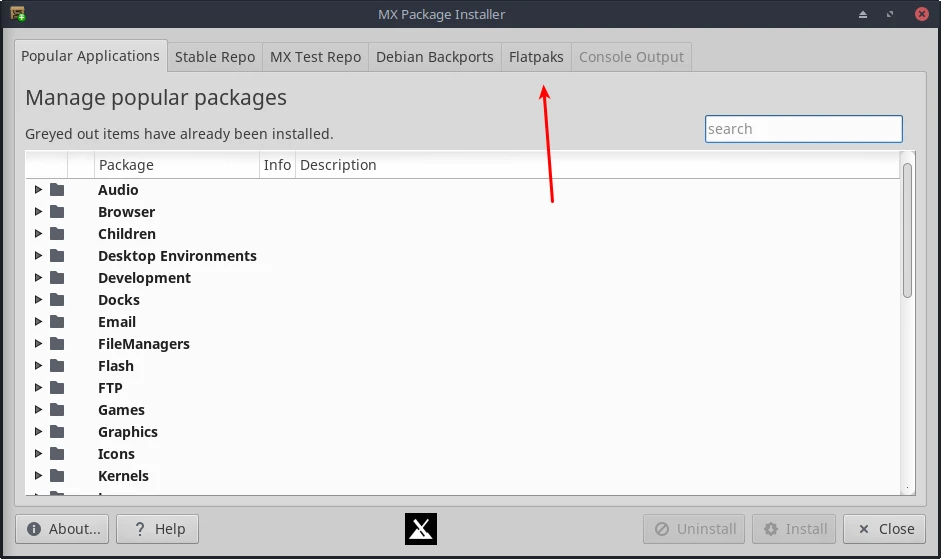 MX Package Installer
Popular Applications Stable Repo MX Test Repo Debian Backports Flatpaks Console Output
Manage popular packages
Greyed out items have already been installed.
search
Package Info Description
Audio
Browser
Children
Desktop Environments
Development
Docks
Email
FileManagers
Flash
FTP
Games
Graphics
Icons
Kernels
About... ? Help Uninstall Install Close